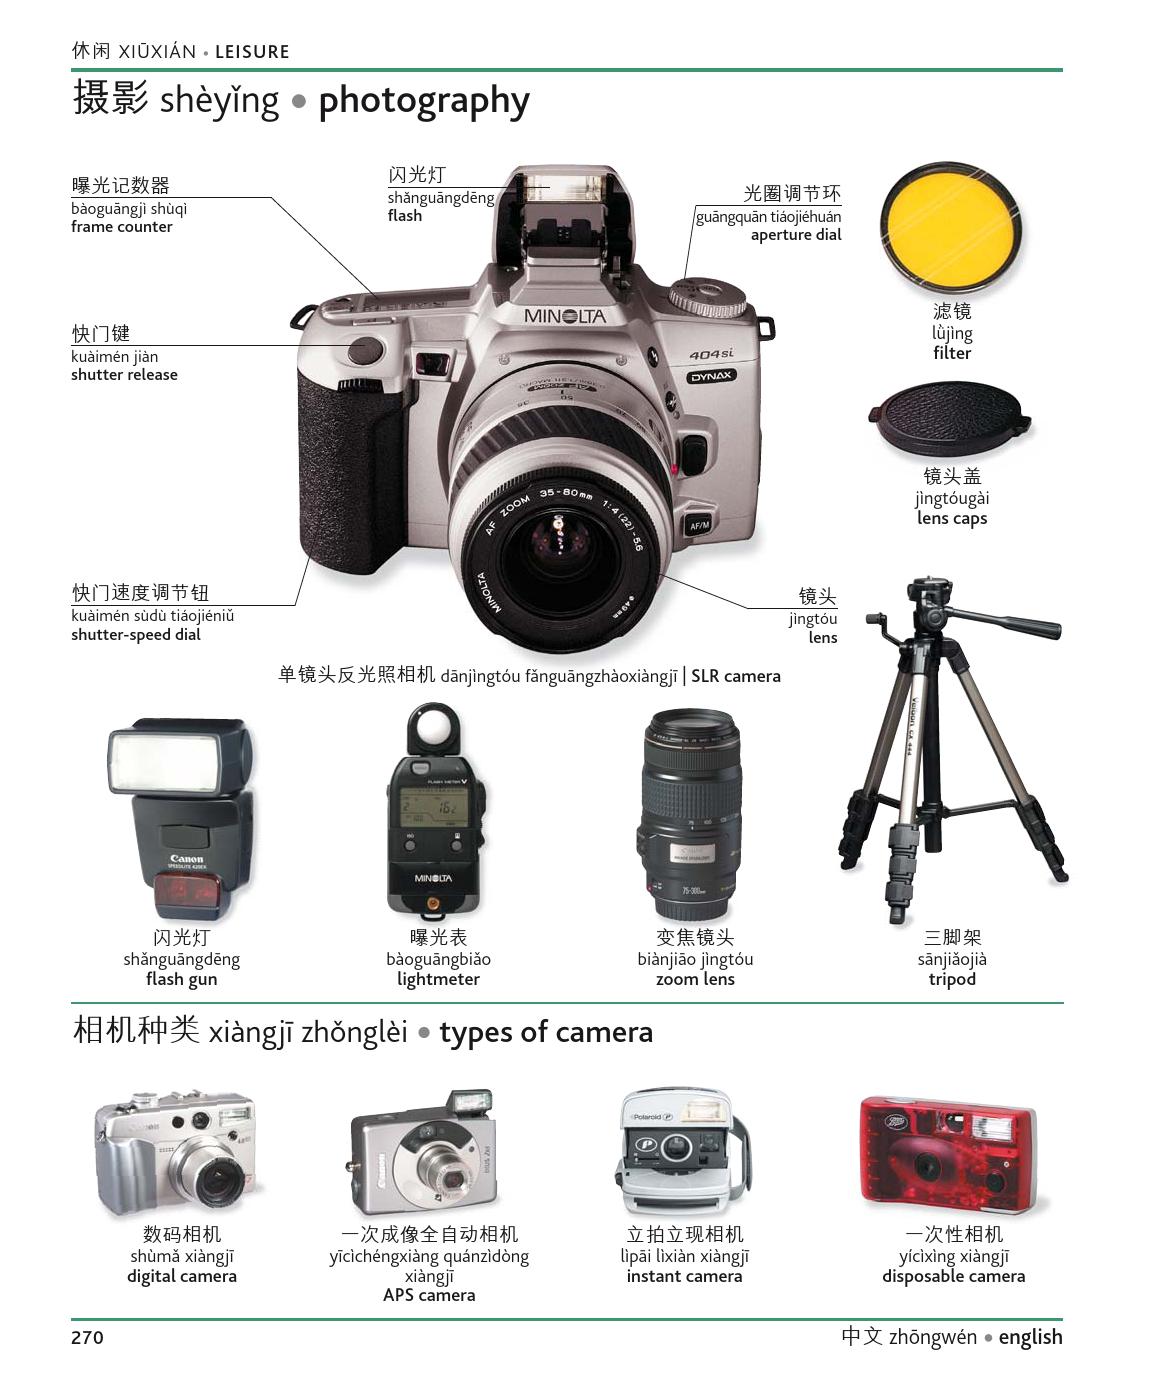 休闲 XIŪXIÁN • LEISURE
摄影 shèyǐng • photography
曝光记数器
bàoguāngjì shùqì
frame counter
闪光灯
shǎnguāngdēng
flash
光圈调节环
guāngquān tiáojiéhuán
aperture dial
滤镜
lǜjìng
filter
快门键
kuàimén jiàn
shutter release
MINOLTA
404si
DYNAX
AF ZOOM 35-80mm 1:4(22)-5.6
MINOLTA
ø49mm
AF/M
镜头盖
jìngtóugài
lens caps
快门速度调节钮
kuàimén sùdù tiáojiéniǔ
shutter-speed dial
镜头
jìngtóu
lens
单镜头反光照相机 dānjìngtóu fǎnguāngzhàoxiàngjī | SLR camera
Canon
SPEEDLITE 420EX
闪光灯
shǎnguāngdēng
flash gun
FLASH METER V
MINOLTA
曝光表
bàoguāngbiǎo
lightmeter
75-300mm
变焦镜头
biànjiāo jìngtóu
zoom lens
三脚架
sānjiǎojià
tripod
相机种类 xiàngjī zhǒnglèi • types of camera
Canon
数码相机
shùmǎ xiàngjī
digital camera
Canon
一次成像全自动相机
yīcìchéngxiàng quánzìdòng
xiàngjī
APS camera
Polaroid P
P
立拍立现相机
lìpāi lìxiàn xiàngjī
instant camera
Boots
一次性相机
yícìxìng xiàngjī
disposable camera
270
中文 zhōngwén • english